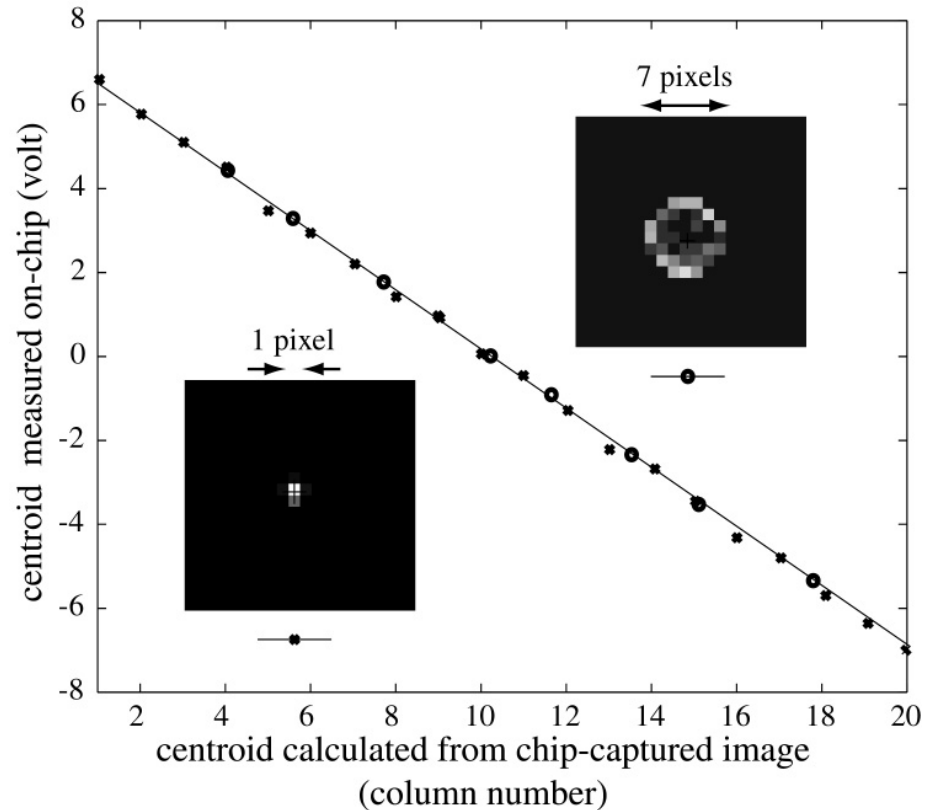 8
6
4
2
0
-2
-4
-6
-8
centroid measured on-chip (volt)
7 pixels
1 pixel
2 4 6 8 10 12 14 16 18 20
centroid calculated from chip-captured image
(column number)